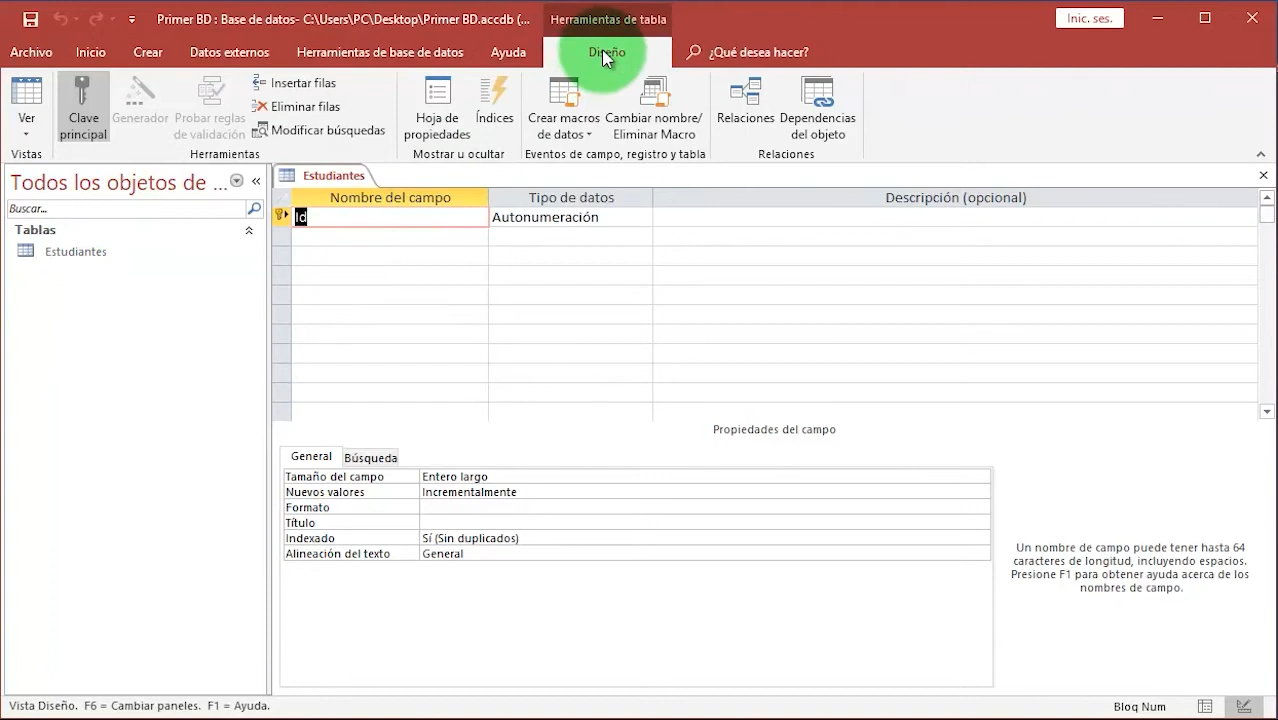 Primer BD : Base de datos- C:\Users\PC\Desktop\Primer BD.accdb (...
Herramientas de tabla
Inic. ses.
Archivo
Inicio
Crear
Datos externos
Herramientas de base de datos
Ayuda
Diseño
¿Qué desea hacer?
Ver
Vistas
Clave
principal
Generador
Probar reglas
de validación
Insertar filas
Eliminar filas
Modificar búsquedas
Herramientas
Hoja de
propiedades
Índices
Mostrar u ocultar
Crear macros
de datos
Cambiar nombre/
Eliminar Macro
Eventos de campo, registro y tabla
Relaciones
Dependencias
del objeto
Relaciones
Todos los objetos de ...
Buscar...
Tablas
Estudiantes
Estudiantes
Nombre del campo
Tipo de datos
Descripción (opcional)
Id
Autonumeración
Propiedades del campo
General
Búsqueda
Tamaño del campo
Entero largo
Nuevos valores
Incrementalmente
Formato
Título
Indexado
Sí (Sin duplicados)
Alineación del texto
General
Un nombre de campo puede tener hasta 64
caracteres de longitud, incluyendo espacios.
Presione F1 para obtener ayuda acerca de los
nombres de campo.
Vista Diseño. F6 = Cambiar paneles. F1 = Ayuda.
Bloq Num